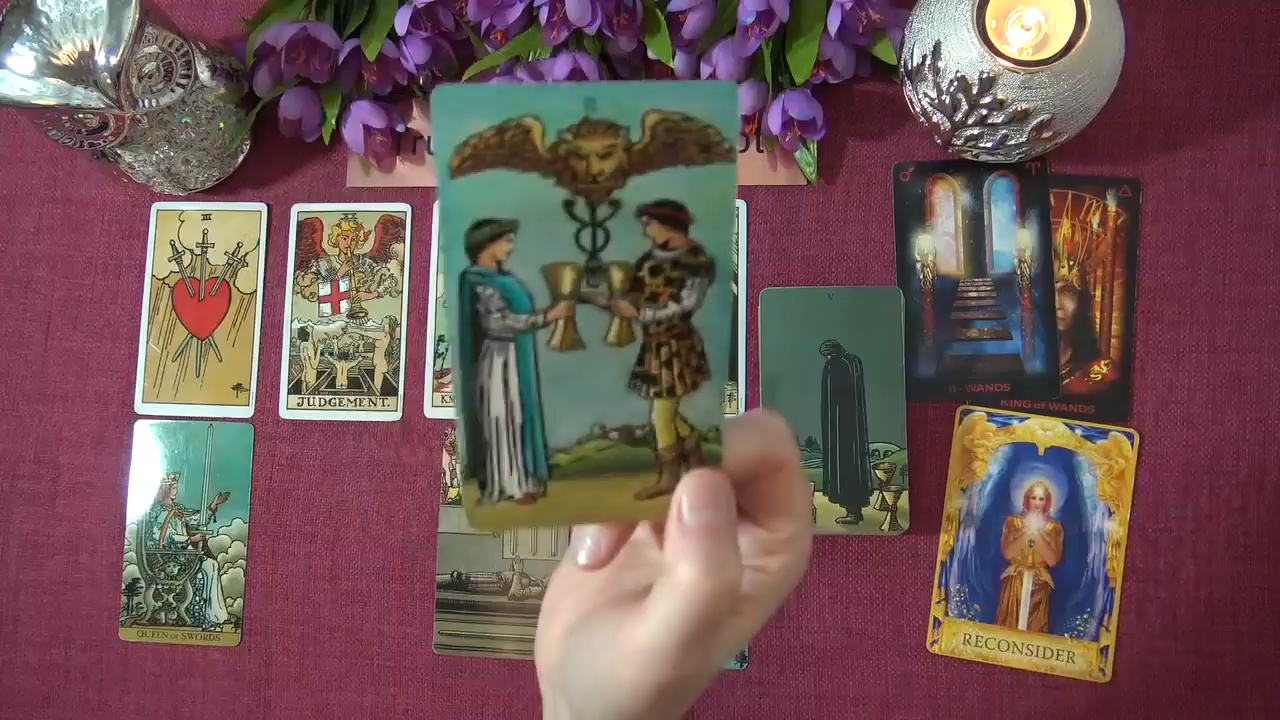 III
JUDGEMENT.
V
II - WANDS
KING of WANDS
QUEEN of SWORDS
RECONSIDER